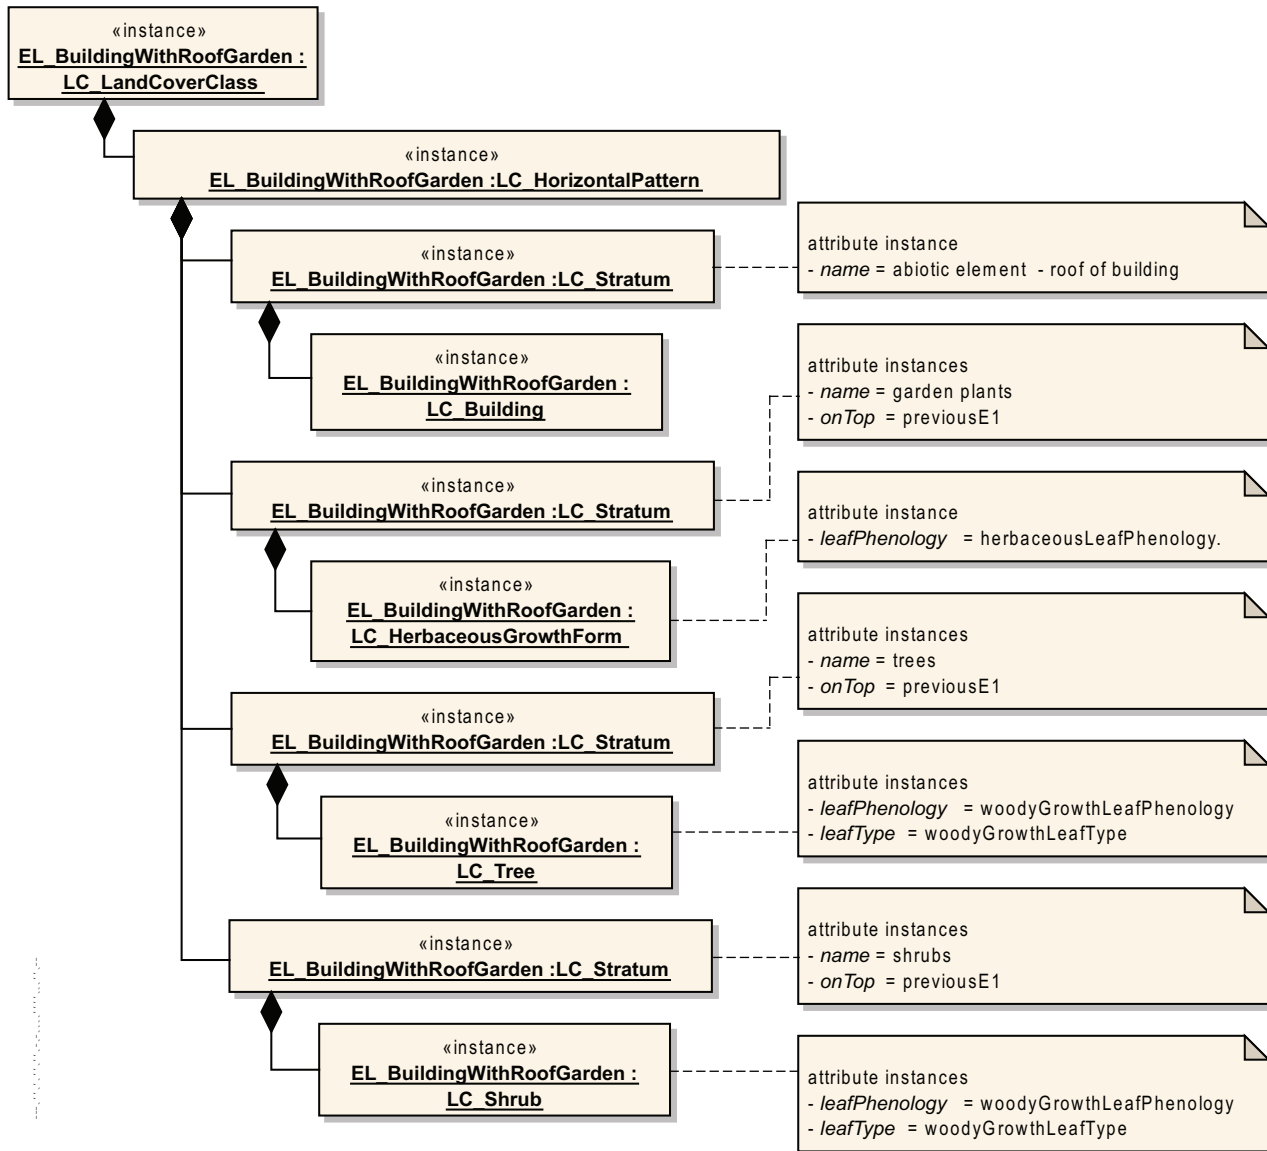 «instance»
EL_BuildingWithRoofGarden :
LC_LandCoverClass
«instance»
EL_BuildingWithRoofGarden :LC_HorizontalPattern
«instance»
EL_BuildingWithRoofGarden :LC_Stratum
attribute instance
- name = abiotic element - roof of building
«instance»
EL_BuildingWithRoofGarden :
LC_Building
attribute instances
- name = garden plants
- onTop = previousE1
«instance»
EL_BuildingWithRoofGarden :LC_Stratum
attribute instance
- leafPhenology = herbaceousLeafPhenology.
«instance»
EL_BuildingWithRoofGarden :
LC_HerbaceousGrowthForm
attribute instances
- name = trees
- onTop = previousE1
«instance»
EL_BuildingWithRoofGarden :LC_Stratum
attribute instances
- leafPhenology = woodyGrowthLeafPhenology
- leafType = woodyGrowthLeafType
«instance»
EL_BuildingWithRoofGarden :
LC_Tree
attribute instances
- name = shrubs
- onTop = previousE1
«instance»
EL_BuildingWithRoofGarden :LC_Stratum
«instance»
EL_BuildingWithRoofGarden :
LC_Shrub
attribute instances
- leafPhenology = woodyGrowthLeafPhenology
- leafType = woodyGrowthLeafType